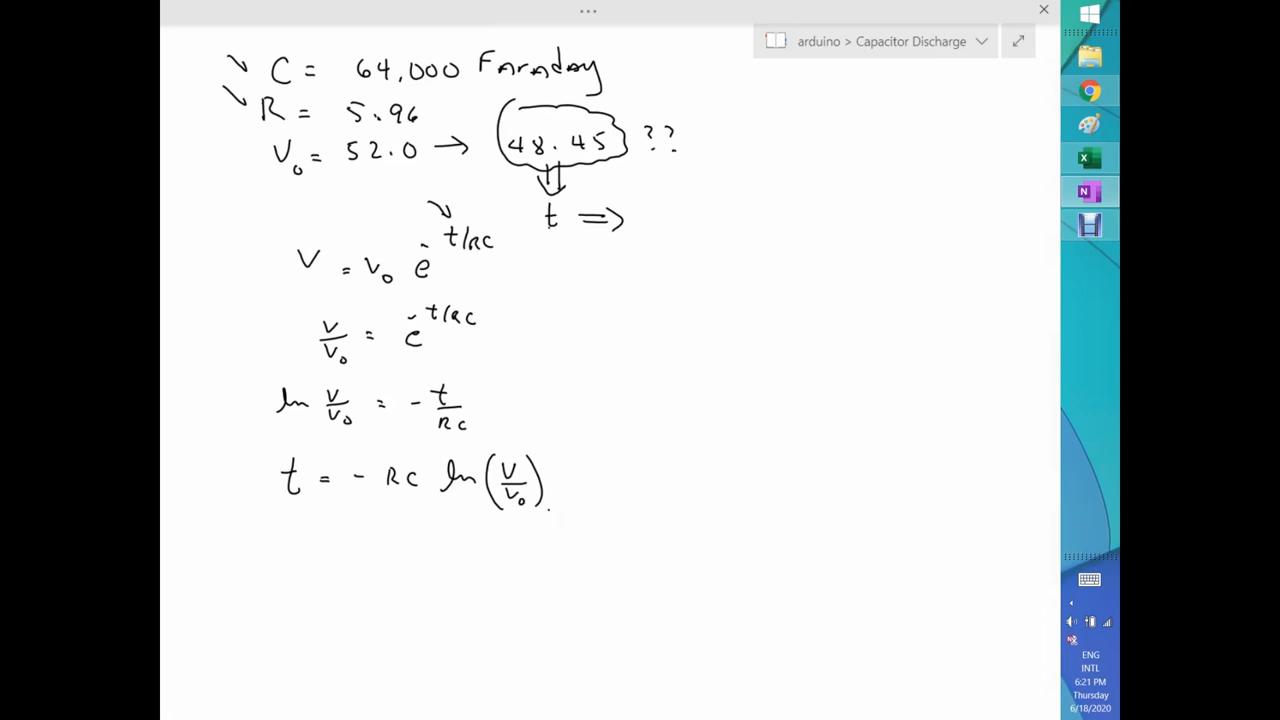 arduino > Capacitor Discharge
C = 64,000 Faraday
R = 5.96
V₀ = 52.0 → 48.45 ??
t ⇒
V = V₀ e^-t/RC
V/V₀ = e^-t/RC
ln V/V₀ = - t/RC
t = - RC ln(V/V₀).
ENG
INTL
6:21 PM
Thursday
6/18/2020